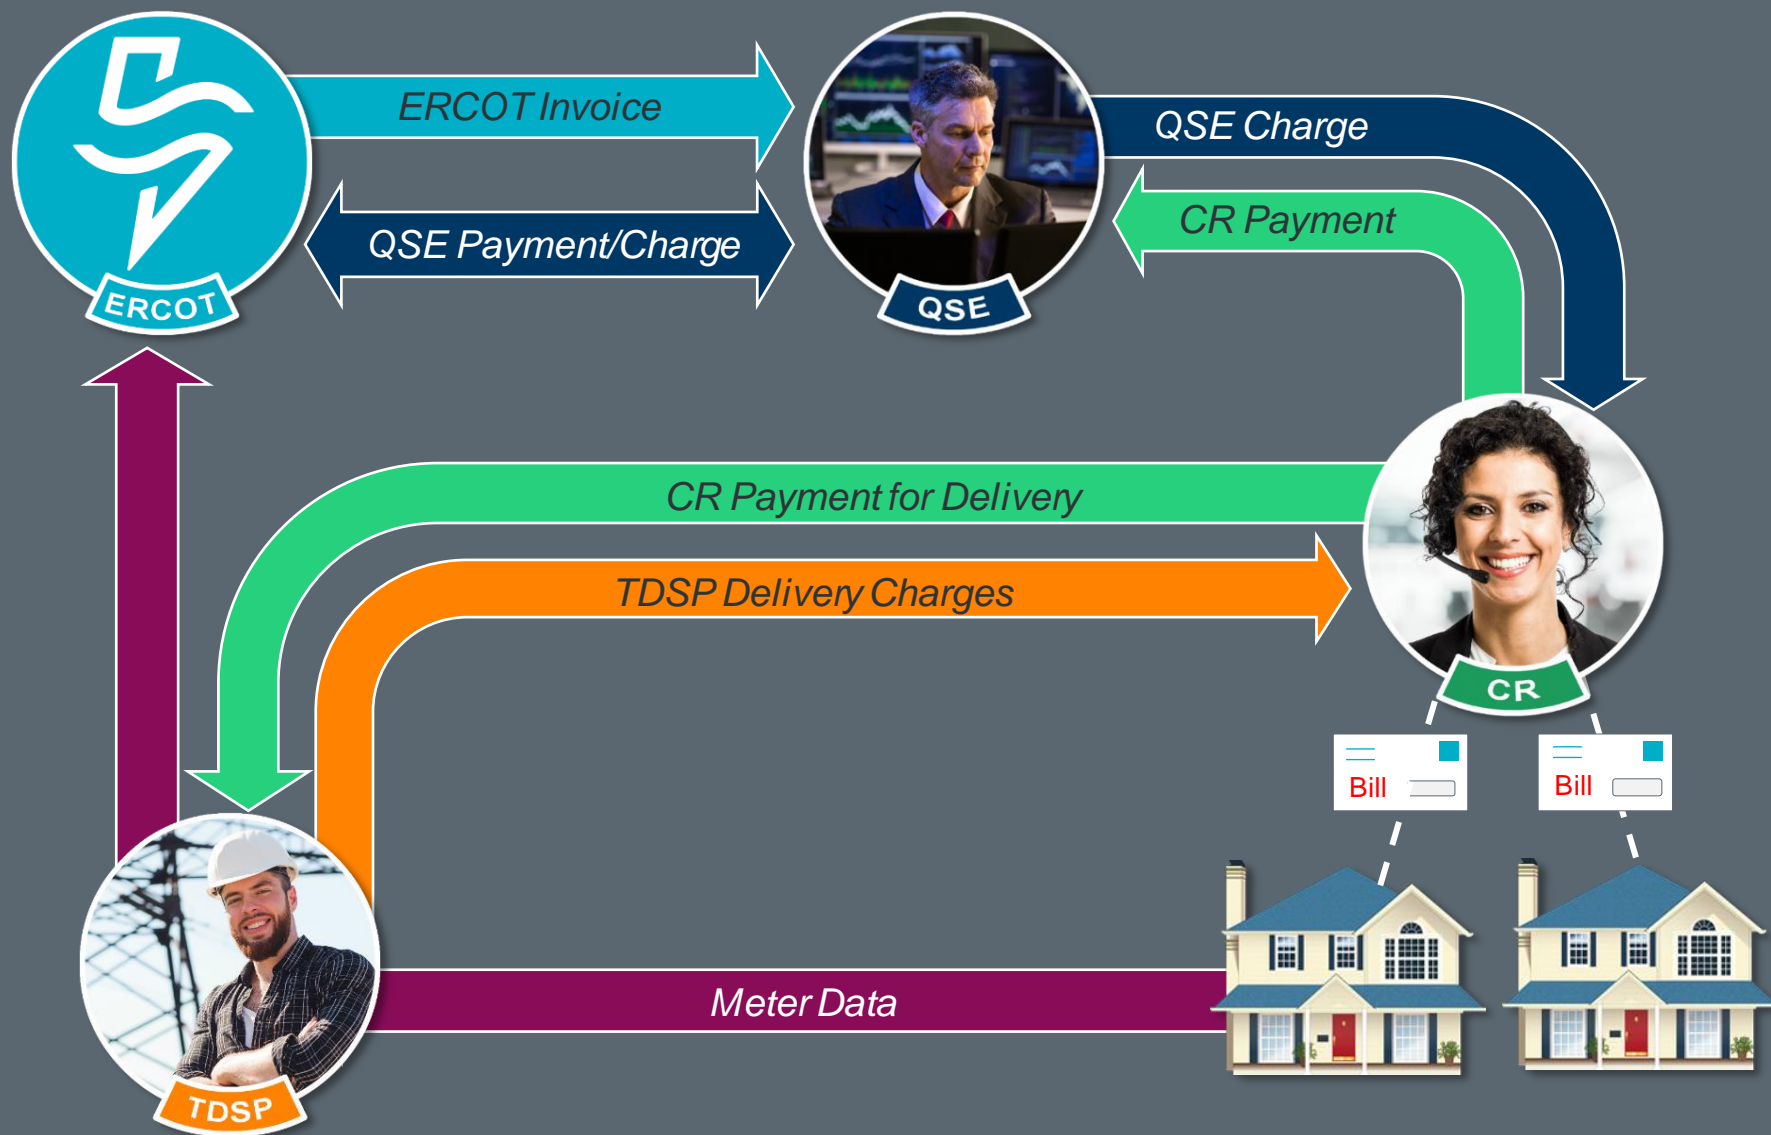 ERCOT Invoice
QSE Charge
CR Payment
QSE Payment/Charge
ERCOT
QSE
CR Payment for Delivery
TDSP Delivery Charges
CR
Bill
Bill
Meter Data
TDSP